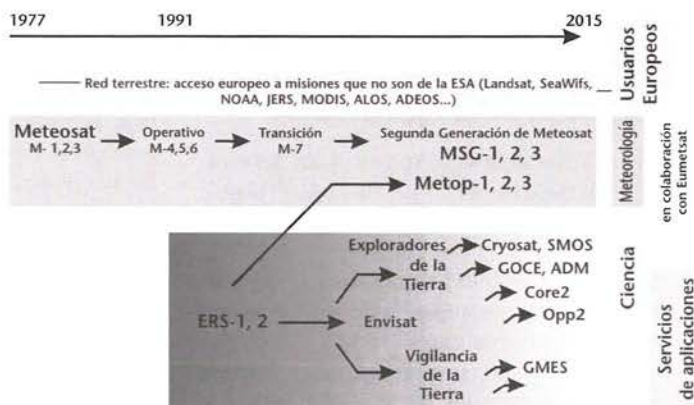 1977
1991
2015
Red terrestre: acceso europeo a misiones que no son de la ESA (Landsat, SeaWifs,
NOAA, JERS, MODIS, ALOS, ADEOS...)
Usuarios
Europeos
Meteosat
M- 1,2,3
Operativo
M-4,5,6
Transición
M-7
Segunda Generación de Meteosat
MSG-1, 2, 3
Metop-1, 2, 3
Meteorología
en colaboración
con Eumetsat
ERS-1, 2
Exploradores
de la
Tierra
Cryosat, SMOS
GOCE, ADM
Core2
Opp2
Envisat
Vigilancia
de la
Tierra
GMES
Ciencia
Servicios
de aplicaciones